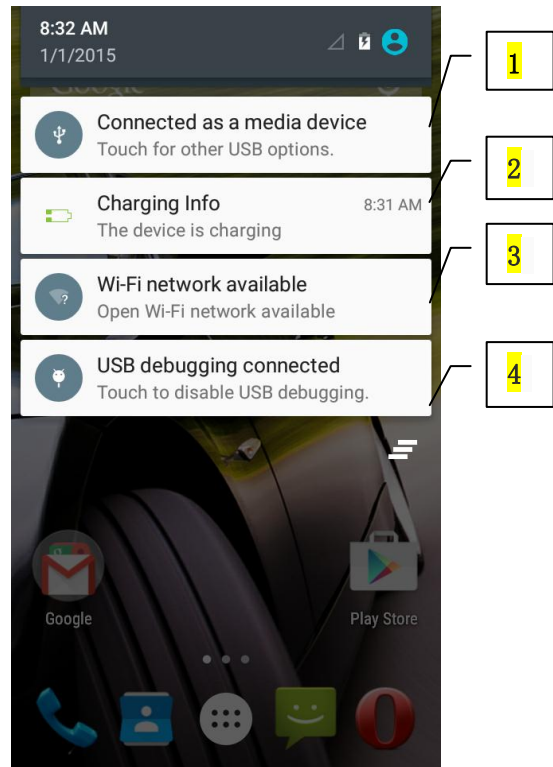 8:32 AM
1/1/2015
Google
Connected as a media device
Touch for other USB options.
1
Charging Info
8:31 AM
The device is charging
2
Wi-Fi network available
Open Wi-Fi network available
3
USB debugging connected
Touch to disable USB debugging.
4
Google
Play Store